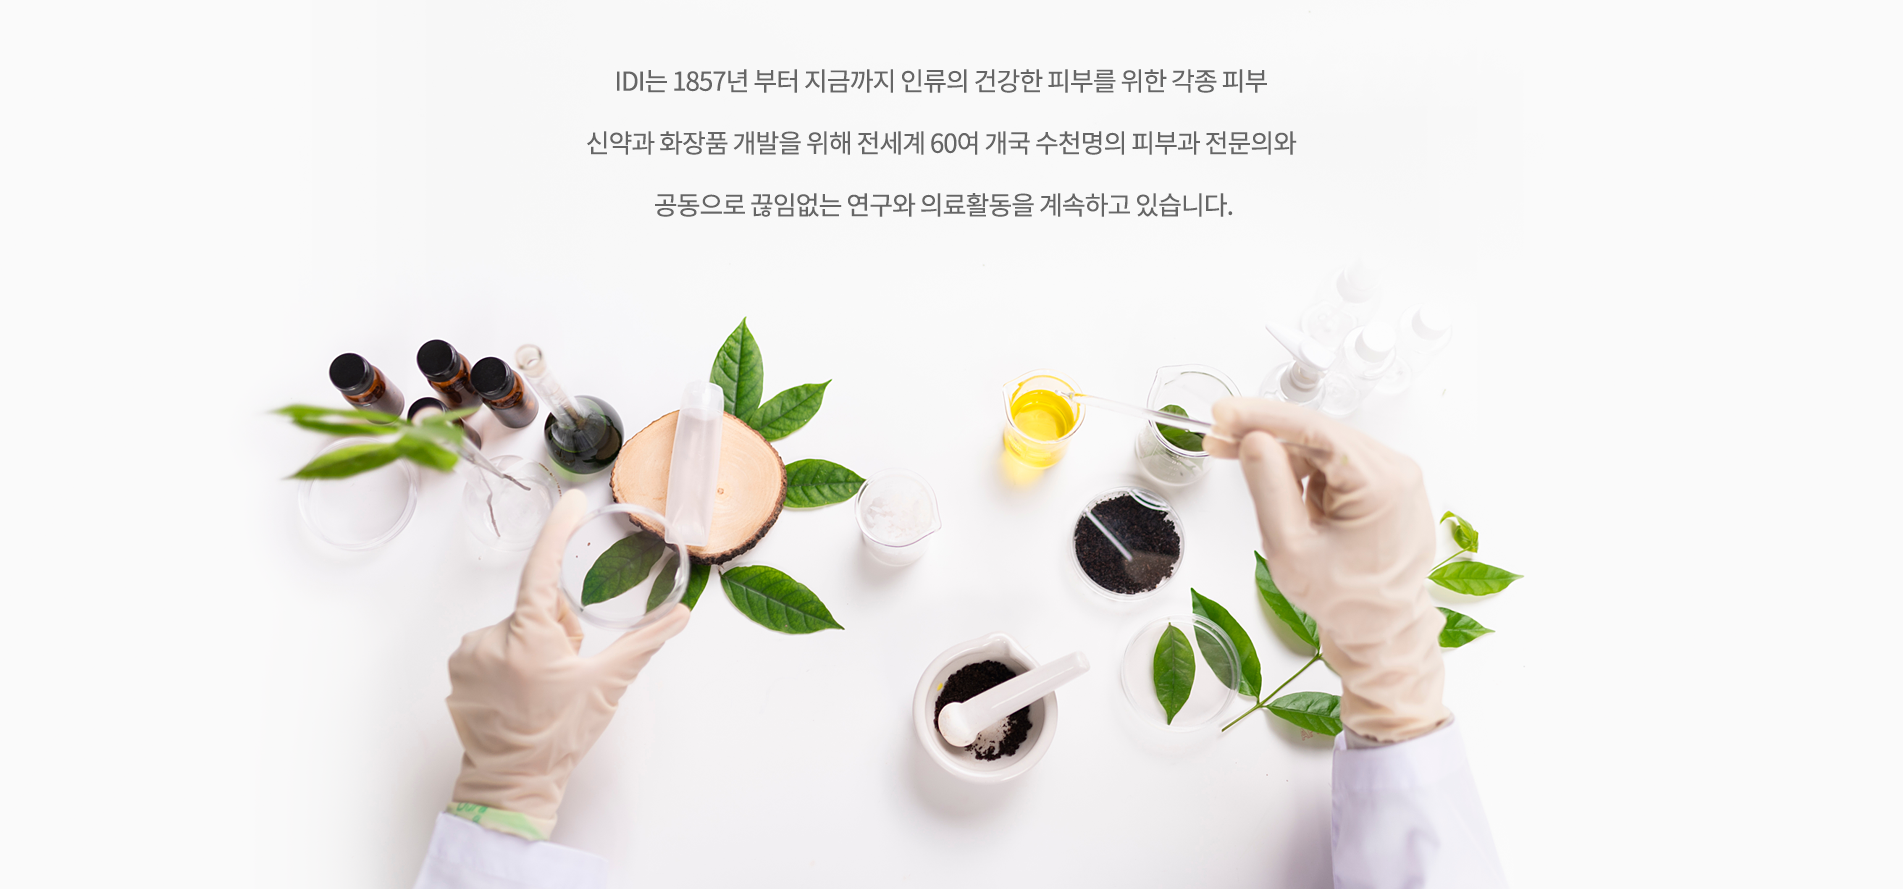 IDI는 1857년 부터 지금까지 인류의 건강한 피부를 위한 각종 피부
신약과 화장품 개발을 위해 전세계 60여 개국 수천명의 피부과 전문의와
공동으로 끊임없는 연구와 의료활동을 계속하고 있습니다.